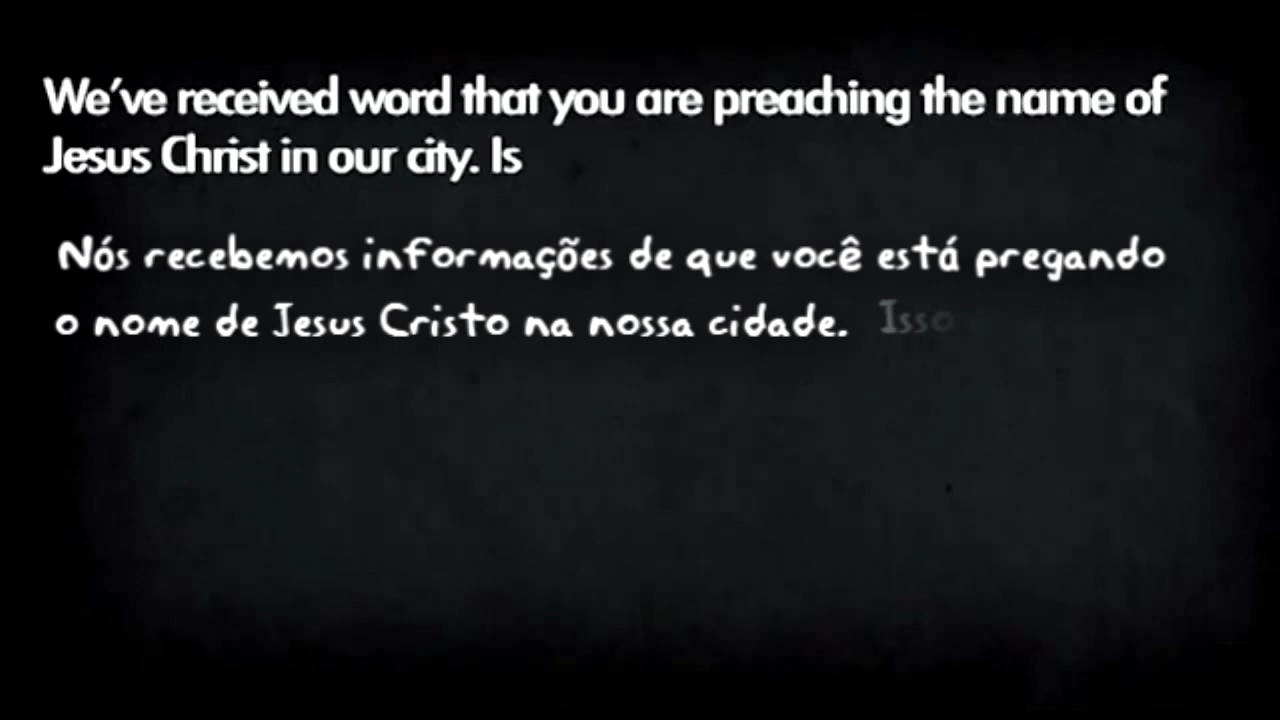 We've received word that you are preaching the name of
Jesus Christ in our city. Is
Nós recebemos informações de que você está pregando
o nome de Jesus Cristo na nossa cidade. Isso